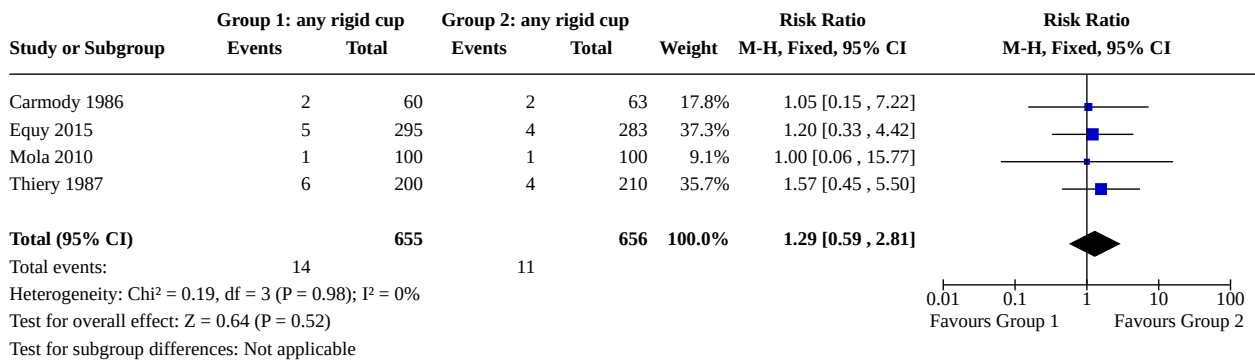 Group 1: any rigid cup Group 2: any rigid cup Risk Ratio Risk Ratio
Study or Subgroup Events Total Events Total Weight M-H, Fixed, 95% CI M-H, Fixed, 95% CI
Carmody 1986 2 60 2 63 17.8% 1.05 [0.15 , 7.22]
Equy 2015 5 295 4 283 37.3% 1.20 [0.33 , 4.42]
Mola 2010 1 100 1 100 9.1% 1.00 [0.06 , 15.77]
Thiery 1987 6 200 4 210 35.7% 1.57 [0.45 , 5.50]
Total (95% CI) 655 656 100.0% 1.29 [0.59 , 2.81]
Total events: 14 11
Heterogeneity: Chi² = 0.19, df = 3 (P = 0.98); I² = 0%
0.01 0.1 1 10 100
Test for overall effect: Z = 0.64 (P = 0.52)
Favours Group 1 Favours Group 2
Test for subgroup differences: Not applicable